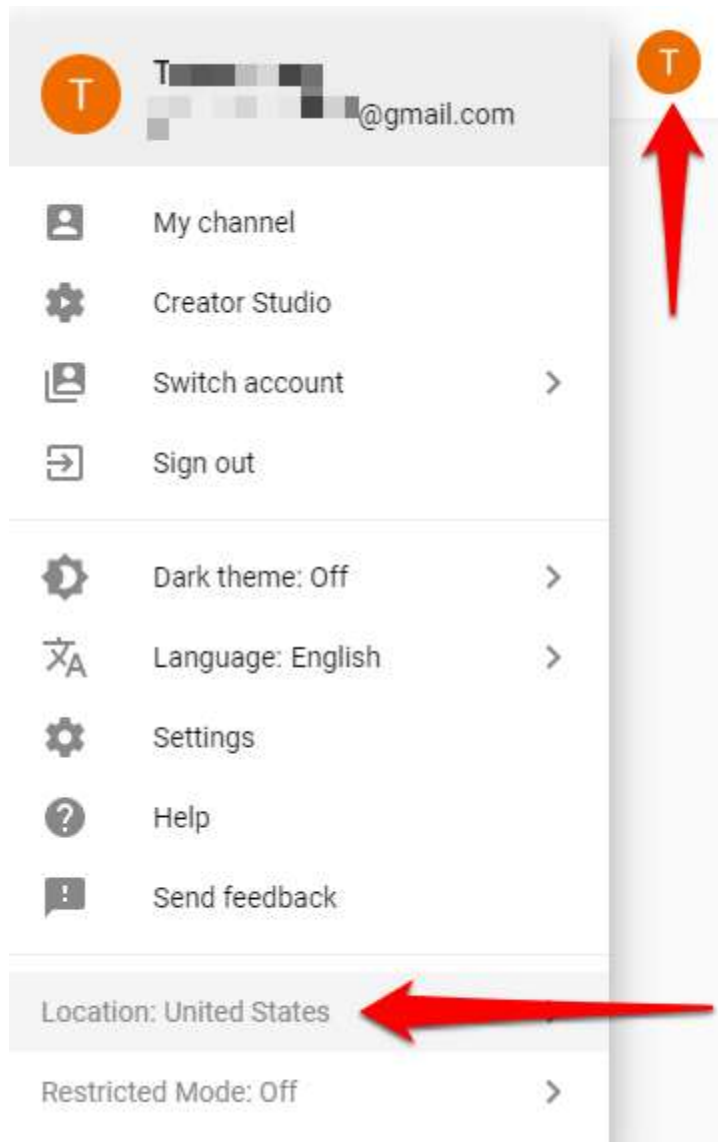 T
T
@gmail.com
My channel
Creator Studio
Switch account
Sign out
Dark theme: Off
Language: English
Settings
Help
Send feedback
Location: United States
Restricted Mode: Off